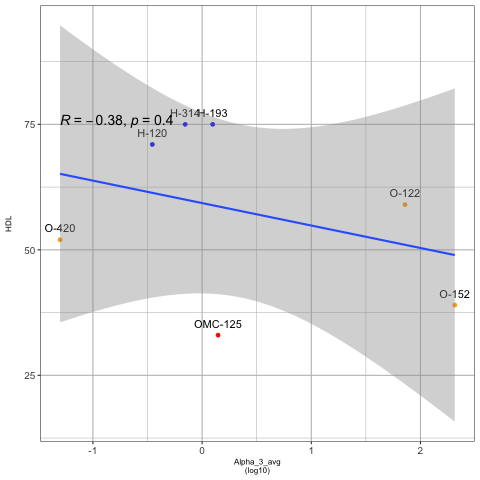 H-314 H-193
R = −0.38, p = 0.4
H-120
O-122
O-420
O-152
OMC-125
75
50
25
HDL
-1 0 1 2
Alpha_3_avg
(log10)